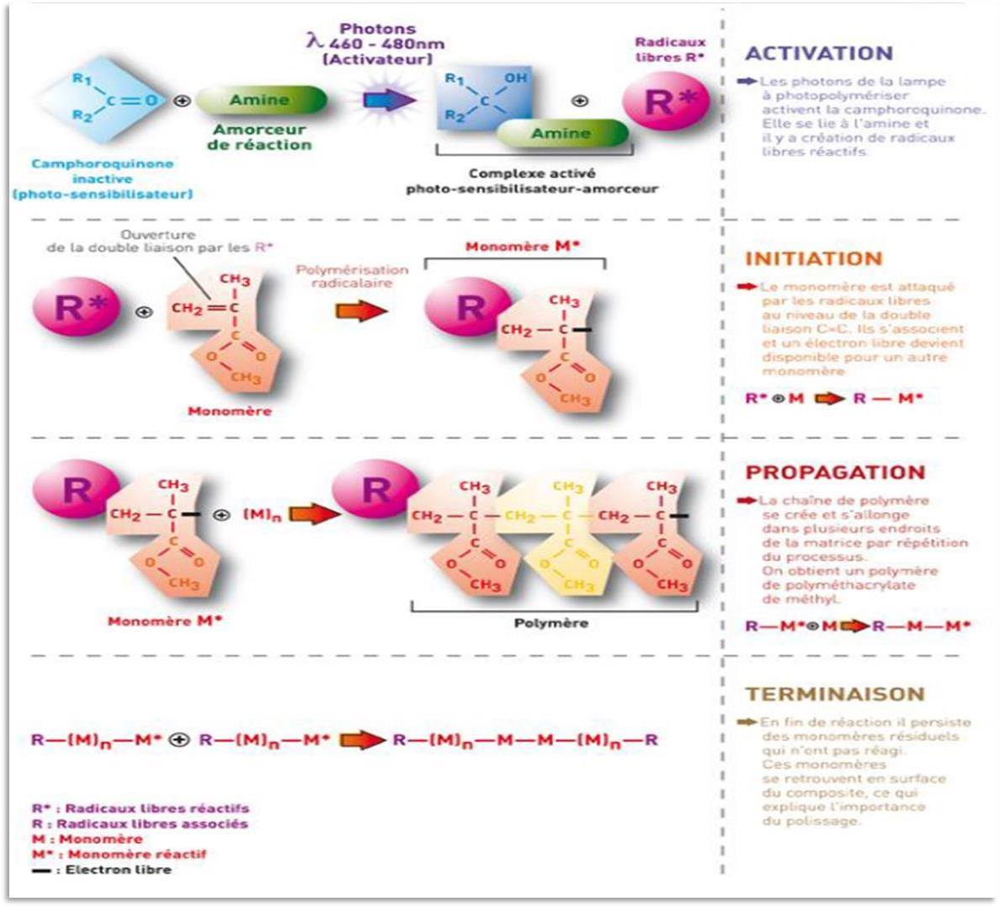 Photons
λ 460 - 480nm
(Activateur)
Radicaux
libres R*
R1
R2
C=O
⊕
Amine
R1
OH
C
R2
Amine
⊕
R*
Amorceur
de réaction
Camphoroquinone
inactive
(photo-sensibilisateur)
Complexe activé
photo-sensibilisateur-amorceur
ACTIVATION
Les photons de la lampe
à photopolymériser
activent la camphoroquinone.
Elle se lie à l'amine et
il y a création de radicaux
libres réactifs.
Ouverture
de la double liaison par les R*
R*
⊕
CH3
CH2=C
C
O
O
CH3
Monomère
Polymérisation
radicalaire
Monomère M*
R
CH3
CH2—C—
C
O
O
CH3
INITIATION
Le monomère est attaqué
par les radicaux libres
au niveau de la double
liaison C=C. Ils s'associent
et un électron libre devient
disponible pour un autre
monomère
R* ⊕ M R — M*
R
CH3
CH2—C—
C
O
O
CH3
Monomère M*
⊕ (M)n
R
CH3 CH3 CH3
CH2—C—CH2—C—CH2—C—
C C C
O O O O O O
CH3 CH3 CH3
Polymère
PROPAGATION
La chaîne de polymère
se crée et s'allonge
dans plusieurs endroits
de la matrice par répétition
du processus.
On obtient un polymère
de polyméthacrylate
de méthyl.
R—M*⊕M R—M—M*
R—(M)n—M* ⊕ R—(M)n—M* R—(M)n—M—M—(M)n—R
TERMINAISON
En fin de réaction il persiste
des monomères résiduels
qui n'ont pas réagi.
Ces monomères
se retrouvent en surface
du composite, ce qui
explique l'importance
du polissage.
R* : Radicaux libres réactifs
R : Radicaux libres associés
M : Monomère
M* : Monomère réactif
— : Electron libre